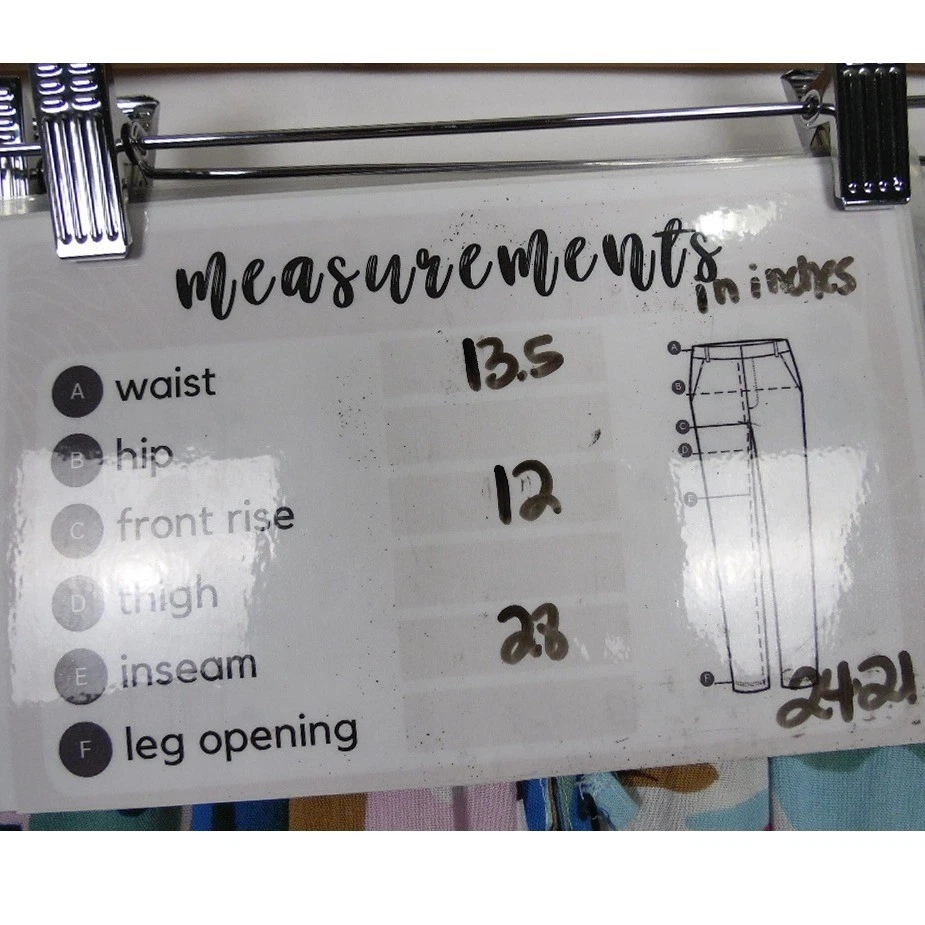 measurements
in inches
A waist 13.5
B hip
C front rise 12
D thigh
E inseam 28
F leg opening
A
B
C
D
E
F
2421